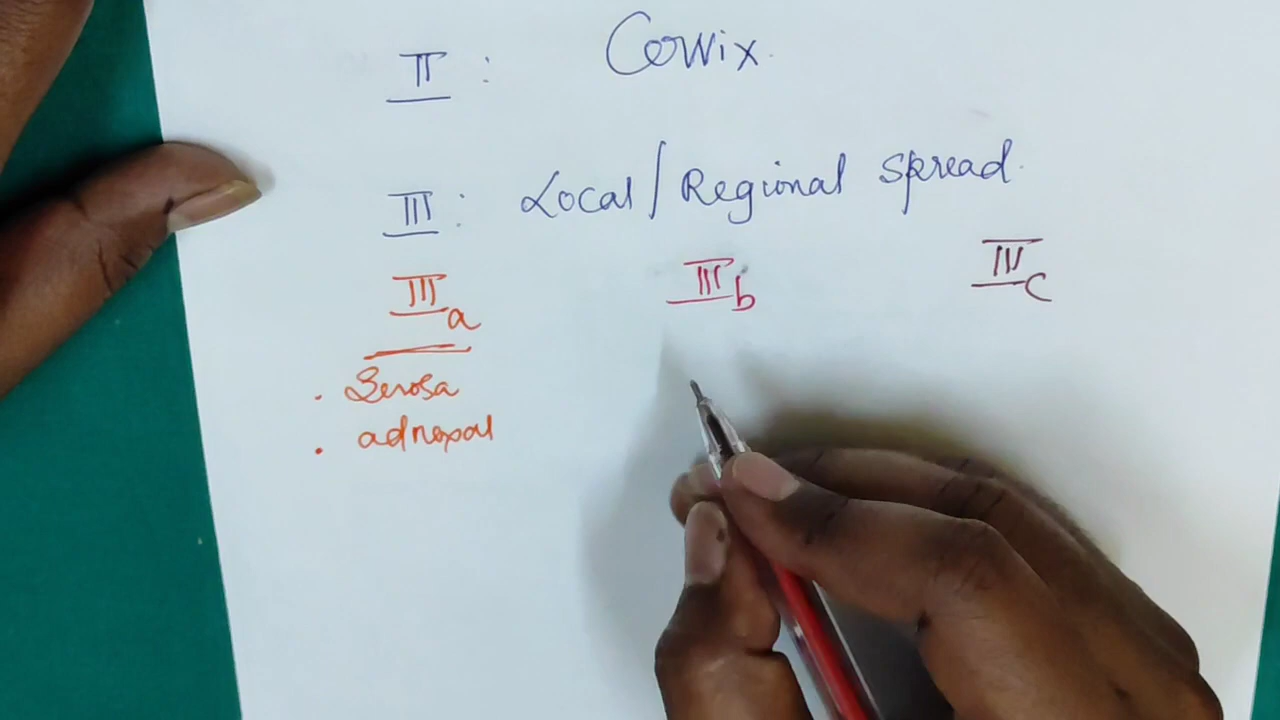 II : Cervix.
III : Local/Regional spread.
IIIa IIIb IIIc
. Serosa
. adnexal